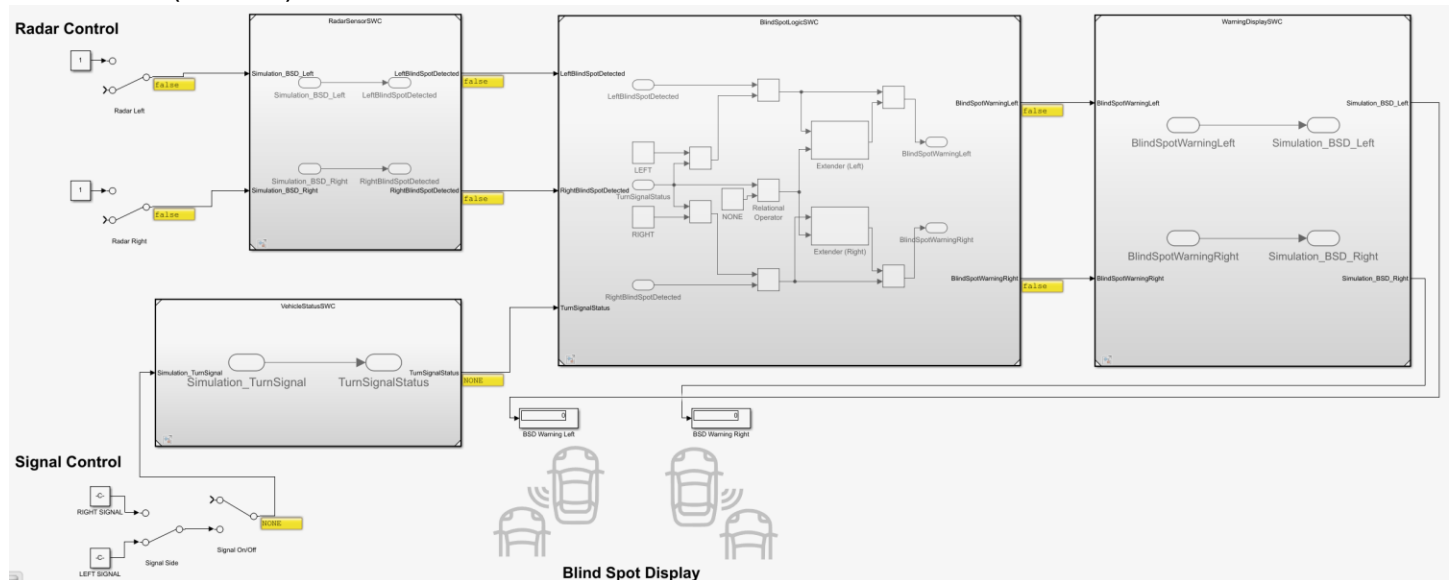 Radar Control
1
false
Radar Left
1
false
Radar Right
RadarSensorSWC
Simulation_BSD_Left
LeftBlindSpotDetected
Simulation_BSD_Left
LeftBlindSpotDetected
false
Simulation_BSD_Right
RightBlindSpotDetected
Simulation_BSD_Right
RightBlindSpotDetected
false
BlindSpotLogicSWC
LeftBlindSpotDetected
LeftBlindSpotDetected
BlindSpotWarningLeft
false
Extender (Left)
BlindSpotWarningLeft
LEFT
RightBlindSpotDetected
TurnSignalStatus
NONE
Relational
Operator
RIGHT
Extender (Right)
BlindSpotWarningRight
BlindSpotWarningRight
false
RightBlindSpotDetected
TurnSignalStatus
WarningDisplaySWC
BlindSpotWarningLeft
Simulation_BSD_Left
BlindSpotWarningLeft
Simulation_BSD_Left
BlindSpotWarningRight
Simulation_BSD_Right
BlindSpotWarningRight
Simulation_BSD_Right
VehicleStatusSWC
Simulation_TurnSignal
TurnSignalStatus
Simulation_TurnSignal
TurnSignalStatus
NONE
0
BSD Warning Left
0
BSD Warning Right
Signal Control
-C-
RIGHT SIGNAL
NONE
Signal On/Off
-C-
LEFT SIGNAL
Signal Side
Blind Spot Display